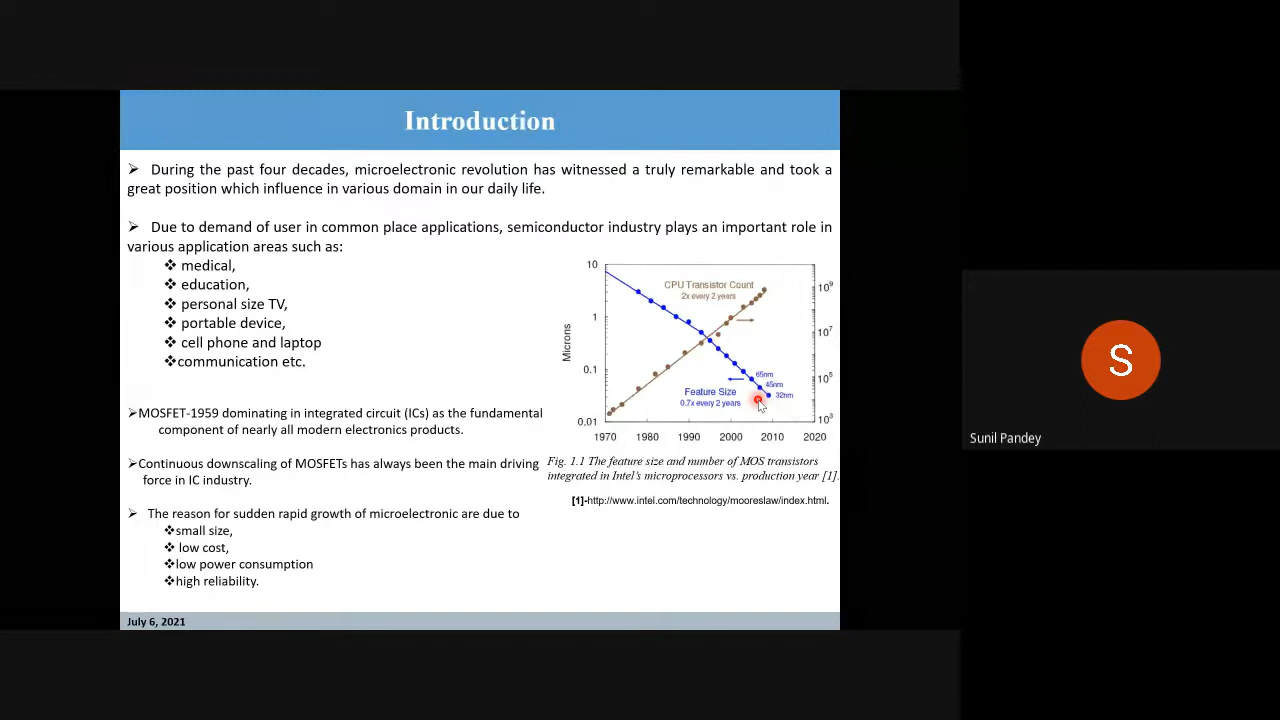 Introduction
➢ During the past four decades, microelectronic revolution has witnessed a truly remarkable and took a
great position which influence in various domain in our daily life.
➢ Due to demand of user in common place applications, semiconductor industry plays an important role in
various application areas such as:
❖ medical,
❖ education,
❖ personal size TV,
❖ portable device,
❖ cell phone and laptop
❖communication etc.
➢MOSFET-1959 dominating in integrated circuit (ICs) as the fundamental
component of nearly all modern electronics products.
➢Continuous downscaling of MOSFETs has always been the main driving
force in IC industry.
➢ The reason for sudden rapid growth of microelectronic are due to
❖small size,
❖ low cost,
❖low power consumption
❖high reliability.
10
1
0.1
0.01
Microns
CPU Transistor Count
2x every 2 years
10⁹
10⁷
10⁵
10³
65nm
45nm
32nm
Feature Size
0.7x every 2 years
1970 1980 1990 2000 2010 2020
Fig. 1.1 The feature size and number of MOS transistors
integrated in Intel's microprocessors vs. production year [1].
[1]-http://www.intel.com/technology/mooreslaw/index.html.
July 6, 2021
S
Sunil Pandey